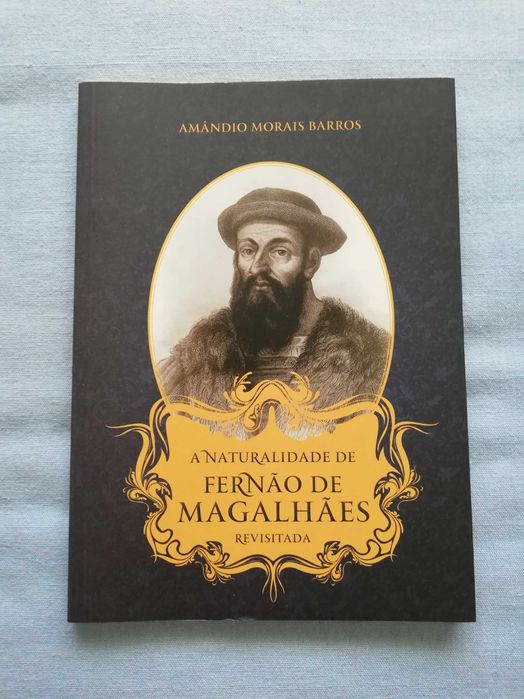 AMÂNDIO MORAIS BARROS
A NATURALIDADE DE
FERNÃO DE
MAGALHÃES
REVISITADA